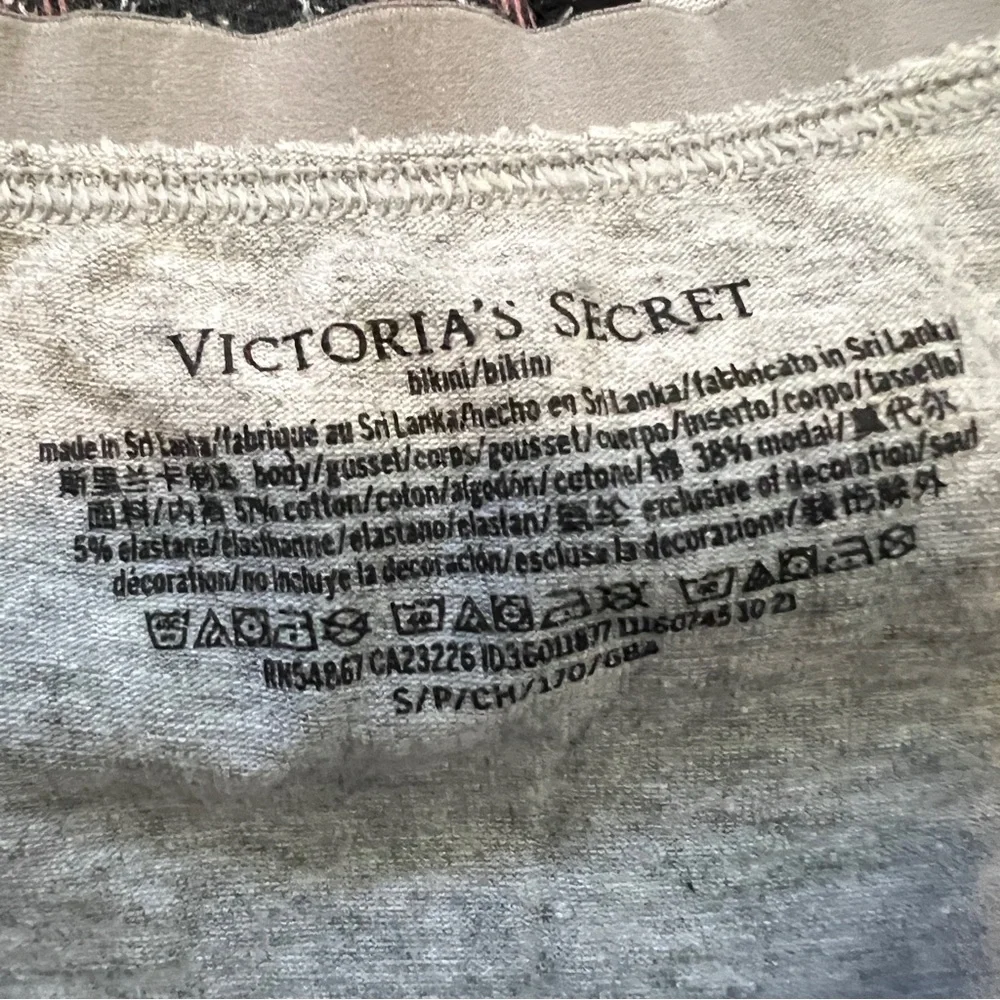 VICTORIA'S SECRET
bikini/bikini
made in Sri Lanka/fabriqué au Sri Lanka/hecho en Sri Lanka/fabbricato in Sri Lanka/
斯里兰卡制造 body/gusset/corps/gousset/cuerpo/inserto/corpo/tassello/
面料/内裆 57% cotton/coton/algodón/cotone/棉 38% modal/莫代尔
5% elastane/élasthanne/elastano/elastan/氨纶 exclusive of decoration/sauf
décoration/no incluye la decoración/esclusa la decorazione/装饰除外
RN54867 CA23226
S/P/CH/170/68A